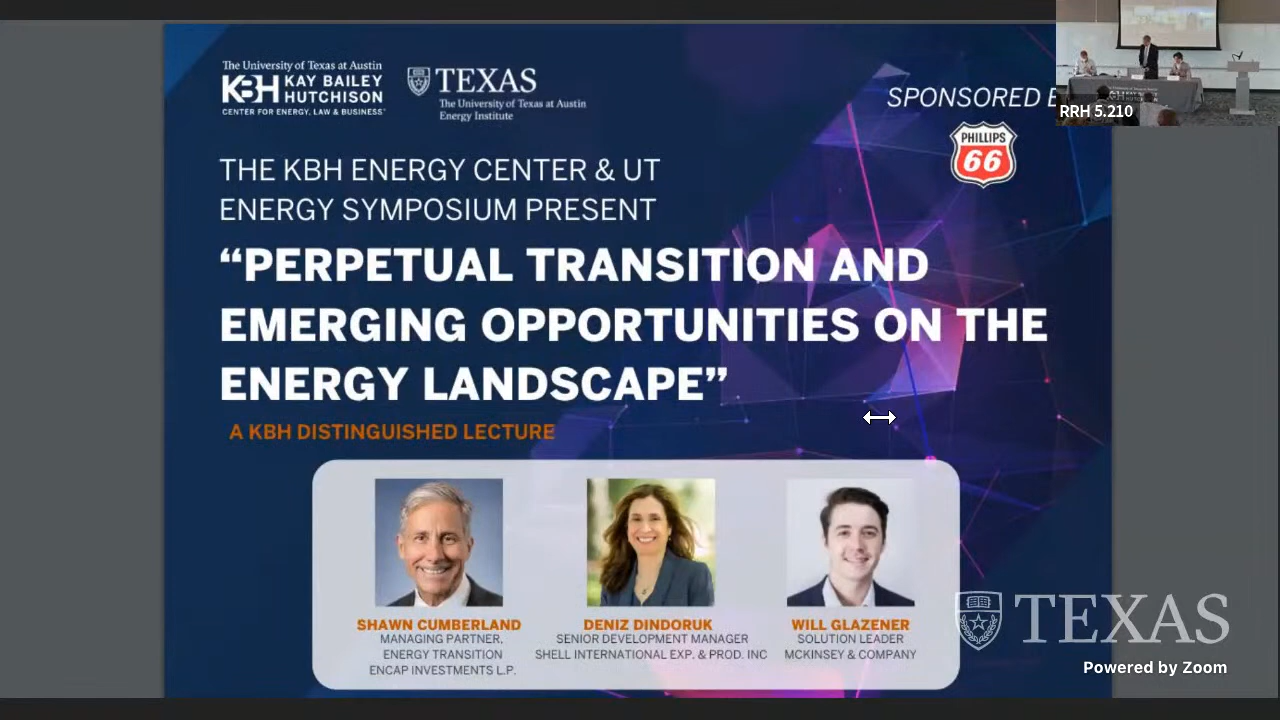 The University of Texas at Austin
KBH KAY BAILEY
HUTCHISON
CENTER FOR ENERGY, LAW & BUSINESS
TEXAS
The University of Texas at Austin
Energy Institute
SPONSORED
PHILLIPS
66
RRH 5.210
THE KBH ENERGY CENTER & UT
ENERGY SYMPOSIUM PRESENT
“PERPETUAL TRANSITION AND
EMERGING OPPORTUNITIES ON THE
ENERGY LANDSCAPE”
A KBH DISTINGUISHED LECTURE
SHAWN CUMBERLAND
MANAGING PARTNER,
ENERGY TRANSITION
ENCAP INVESTMENTS L.P.
DENIZ DINDORUK
SENIOR DEVELOPMENT MANAGER
SHELL INTERNATIONAL EXP. & PROD. INC
WILL GLAZENER
SOLUTION LEADER
MCKINSEY & COMPANY
TEXAS
Powered by Zoom